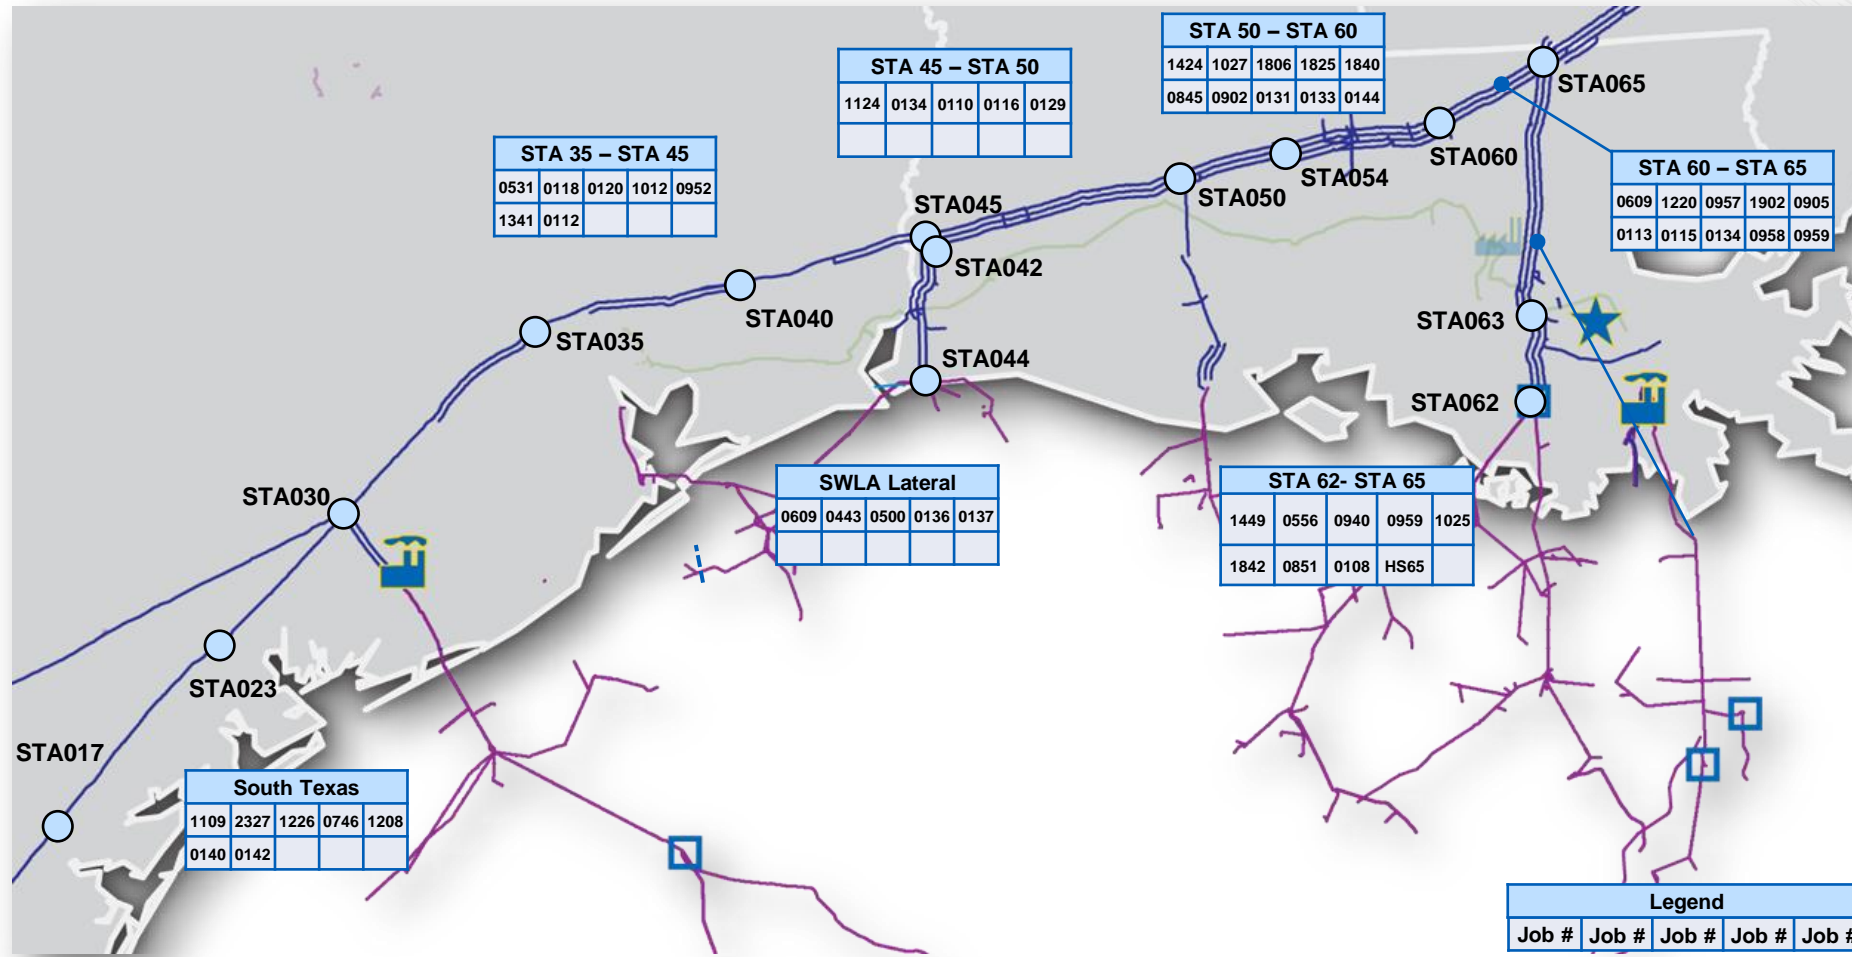 STA 50 – STA 60
1424 1027 1806 1825 1840
0845 0902 0131 0133 0144
STA 45 – STA 50
1124 0134 0110 0116 0129
STA 35 – STA 45
0531 0118 0120 1012 0952
1341 0112
STA 60 – STA 65
0609 1220 0957 1902 0905
0113 0115 0134 0958 0959
STA065
STA060
STA054
STA050
STA045
STA042
STA040
STA035
STA044
STA063
STA062
STA030
STA023
STA017
SWLA Lateral
0609 0443 0500 0136 0137
STA 62- STA 65
1449 0556 0940 0959 1025
1842 0851 0108 HS65
South Texas
1109 2327 1226 0746 1208
0140 0142
Legend
Job # Job # Job # Job # Job #